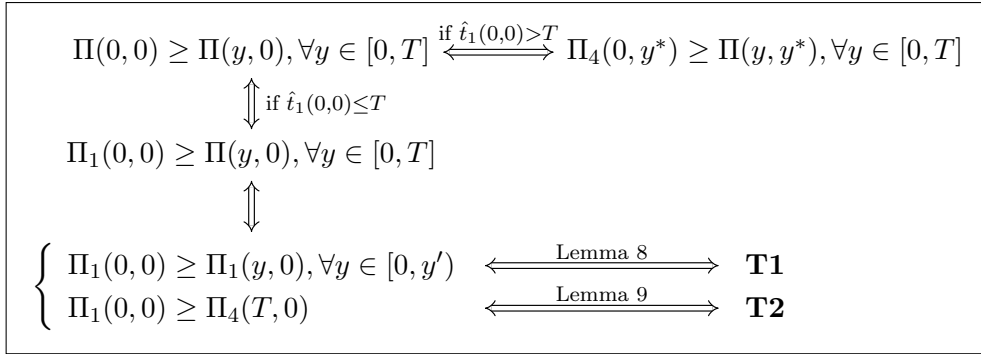 Π(0, 0) ≥ Π(y, 0), ∀y ∈ [0, T] ⟺ if t̂₁(0,0)>T Π₄(0, y*) ≥ Π(y, y*), ∀y ∈ [0, T]
⇕ if t̂₁(0,0)≤T
Π₁(0, 0) ≥ Π(y, 0), ∀y ∈ [0, T]
⇕
{ Π₁(0, 0) ≥ Π₁(y, 0), ∀y ∈ [0, y′) ⟺ Lemma 8 T1
Π₁(0, 0) ≥ Π₄(T, 0) ⟺ Lemma 9 T2